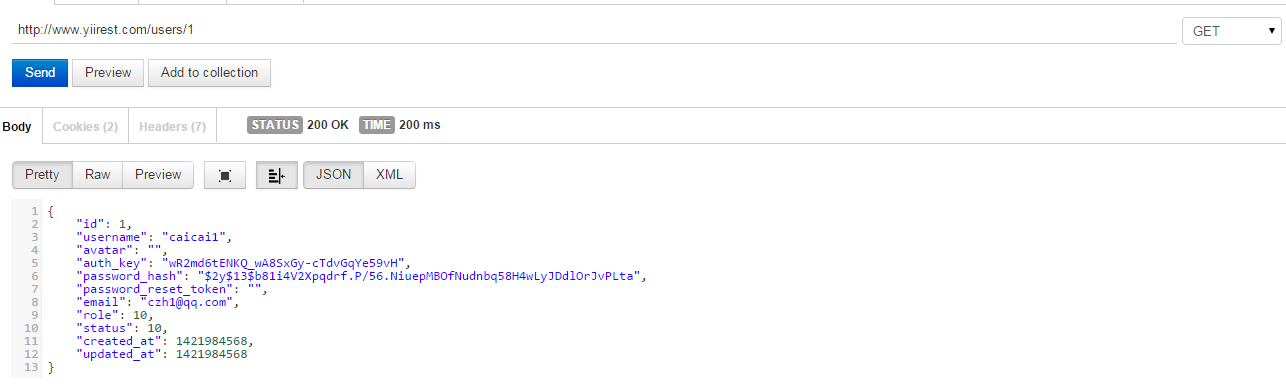 http://www.yiirest.com/users/1 GET
Send Preview Add to collection
Body Cookies (2) Headers (7) STATUS 200 OK TIME 200 ms
Pretty Raw Preview JSON XML
1 {
2 "id": 1,
3 "username": "caicai1",
4 "avatar": "",
5 "auth_key": "wR2md6tENKQ_wA8SxGy-cTdvGqYe59vH",
6 "password_hash": "$2y$13$b81i4V2Xpqdrf.P/56.NiuepMBOfNudnbq58H4wLyJDdlOrJvPLta",
7 "password_reset_token": "",
8 "email": "czh1@qq.com",
9 "role": 10,
10 "status": 10,
11 "created_at": 1421984568,
12 "updated_at": 1421984568
13 }